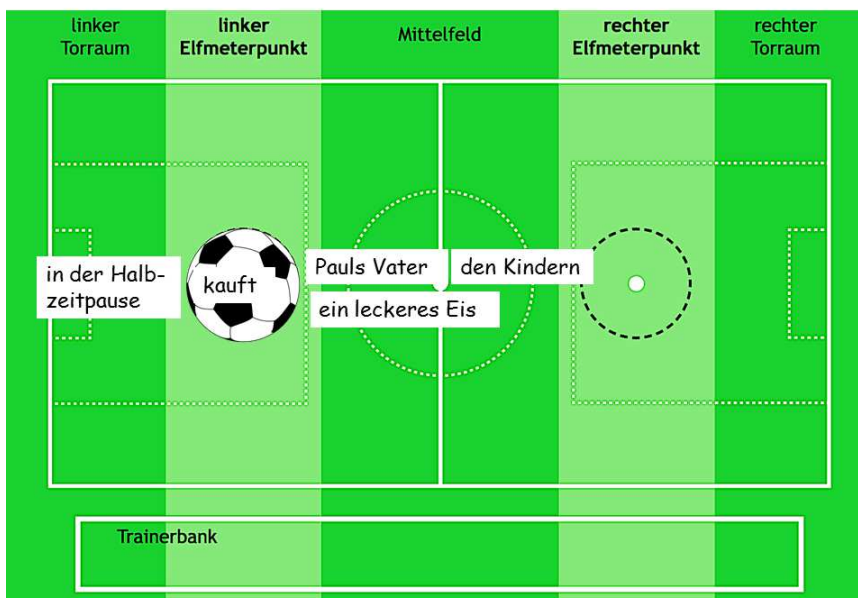 linker
Torraum
linker
Elfmeterpunkt
Mittelfeld
rechter
Elfmeterpunkt
rechter
Torraum
in der Halb-
zeitpause
kauft
Pauls Vater
den Kindern
ein leckeres Eis
Trainerbank